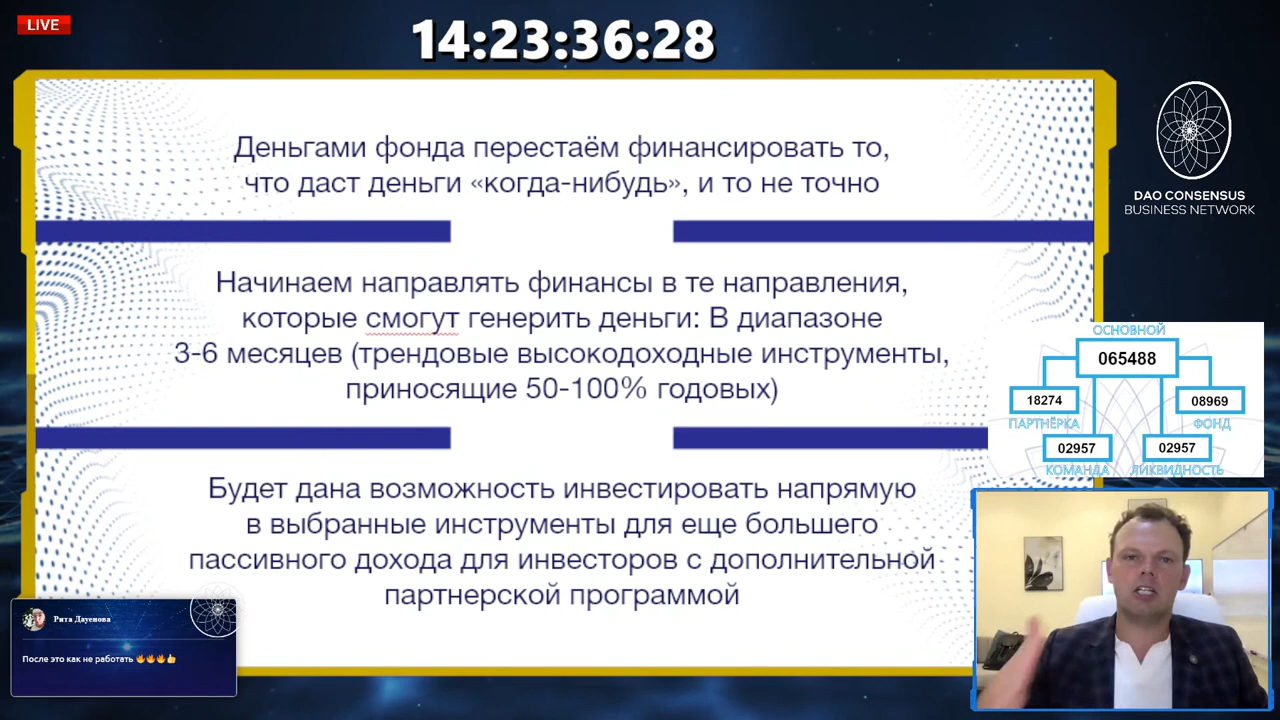 LIVE
14:23:36:28
Деньгами фонда перестаём финансировать то,
что даст деньги «когда-нибудь», и то не точно
Начинаем направлять финансы в те направления,
которые смогут генерить деньги: В диапазоне
3-6 месяцев (трендовые высокодоходные инструменты,
приносящие 50-100% годовых)
Будет дана возможность инвестировать напрямую
в выбранные инструменты для еще большего
пассивного дохода для инвесторов с дополнительной
партнерской программой
DAO CONSENSUS
BUSINESS NETWORK
ОСНОВНОЙ
065488
18274
08969
ПАРТНЁРКА
ФОНД
02957
02957
КОМАНДА
ЛИКВИДНОСТЬ
Рита Дауенова
После это как не работать 🔥🔥🔥👍